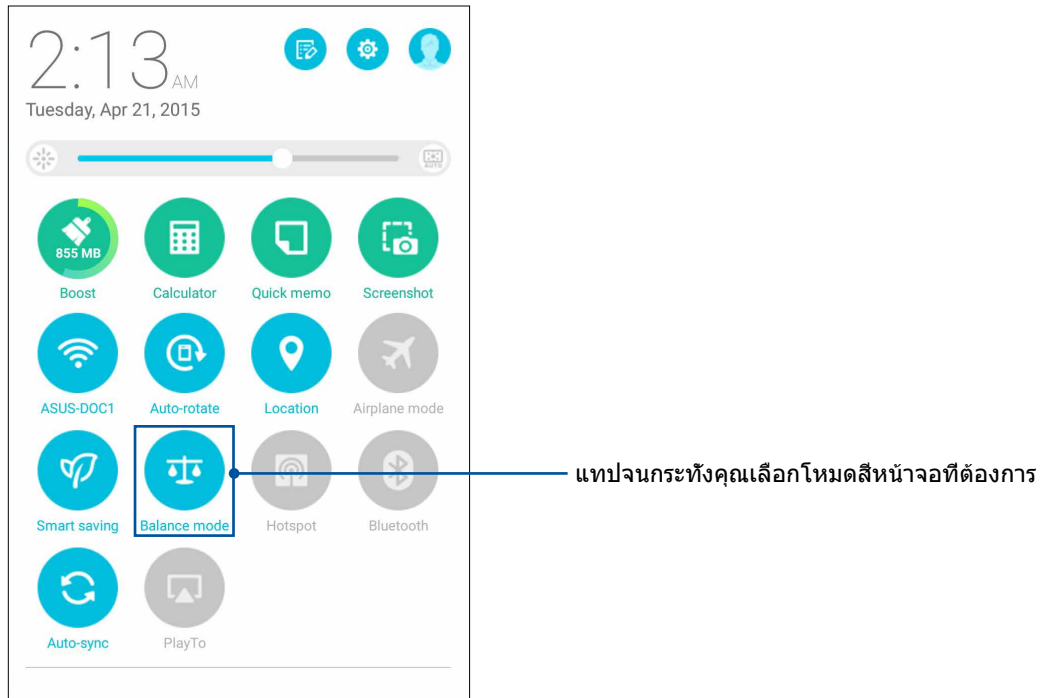 2:13 AM
Tuesday, Apr 21, 2015
AUTO
855 MB
Boost Calculator Quick memo Screenshot
ASUS-DOC1 Auto-rotate Location Airplane mode
แทปจนกระทั่งคุณเลือกโหมดสีหน้าจอที่ต้องการ
Smart saving Balance mode Hotspot Bluetooth
Auto-sync PlayTo